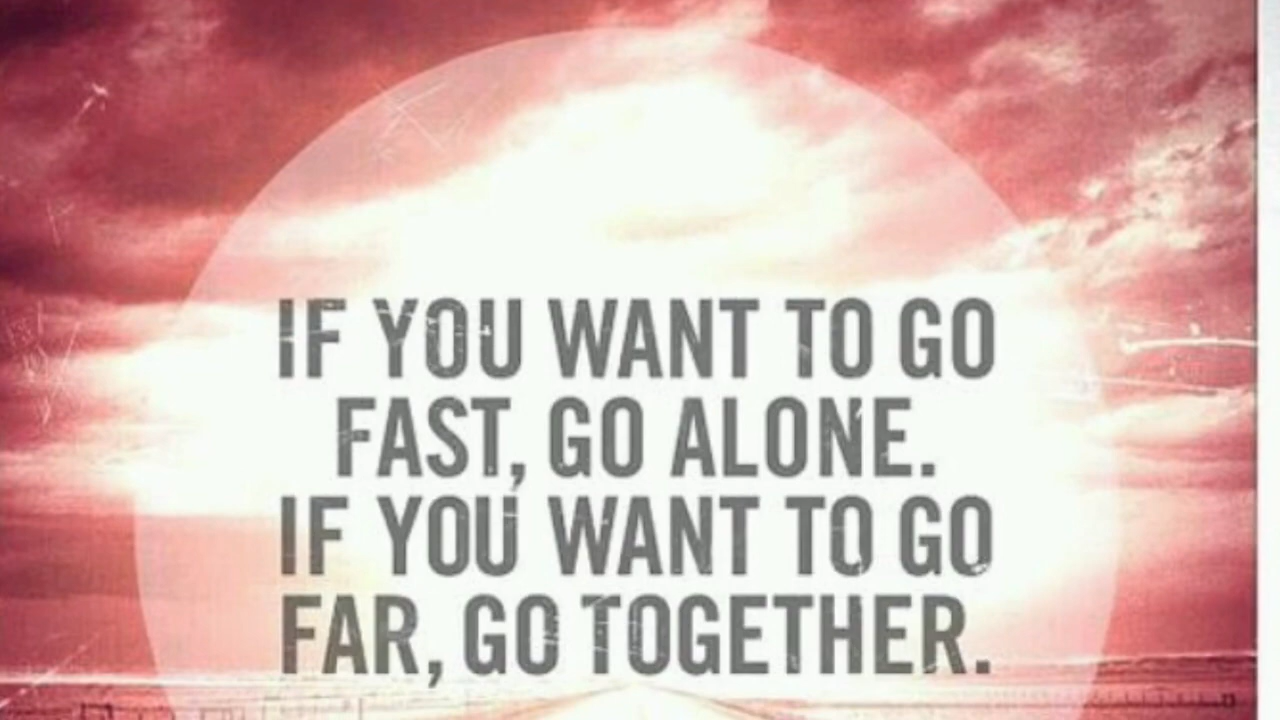 IF YOU WANT TO GO
FAST, GO ALONE.
IF YOU WANT TO GO
FAR, GO TOGETHER.